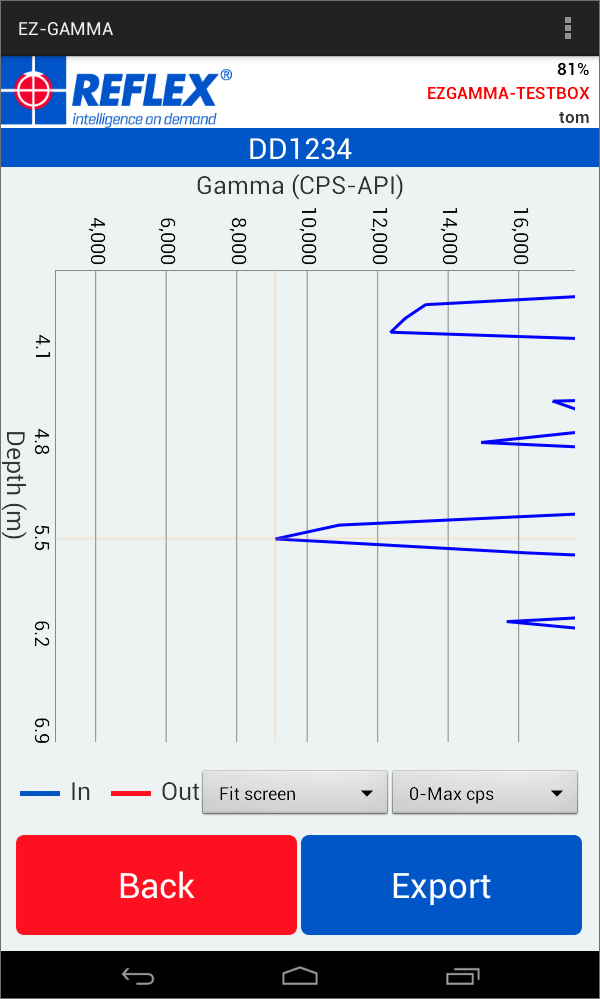 EZ-GAMMA
81%
REFLEX®
EZGAMMA-TESTBOX
intelligence on demand
tom
DD1234
Gamma (CPS-API)
4,000 6,000 8,000 10,000 12,000 14,000 16,000
4.1
4.8
Depth (m)
5.5
6.2
6.9
In Out Fit screen 0-Max cps
Back Export